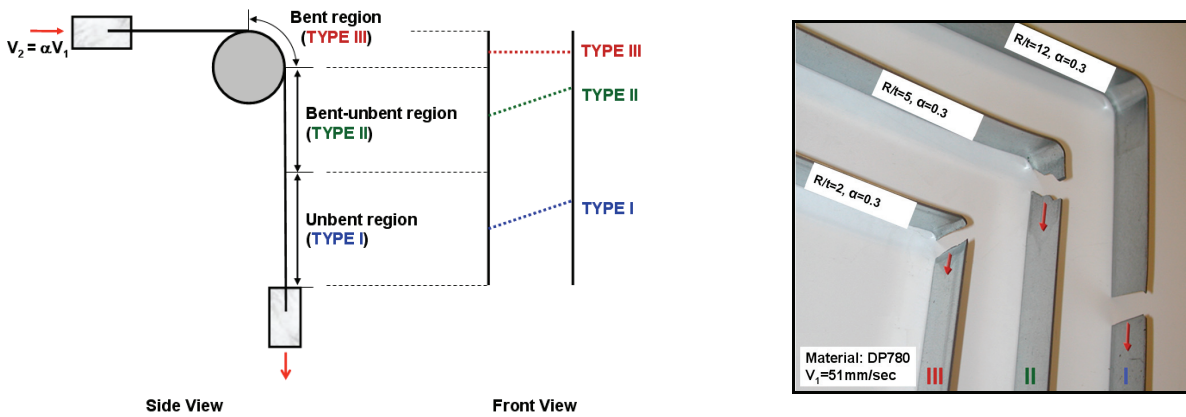 V2 = αV1
Bent region
(TYPE III)
Bent-unbent region
(TYPE II)
Unbent region
(TYPE I)
Side View
TYPE III
TYPE II
TYPE I
Front View
R/t=12, α=0.3
R/t=5, α=0.3
R/t=2, α=0.3
Material: DP780
V1=51mm/sec
III
II
I